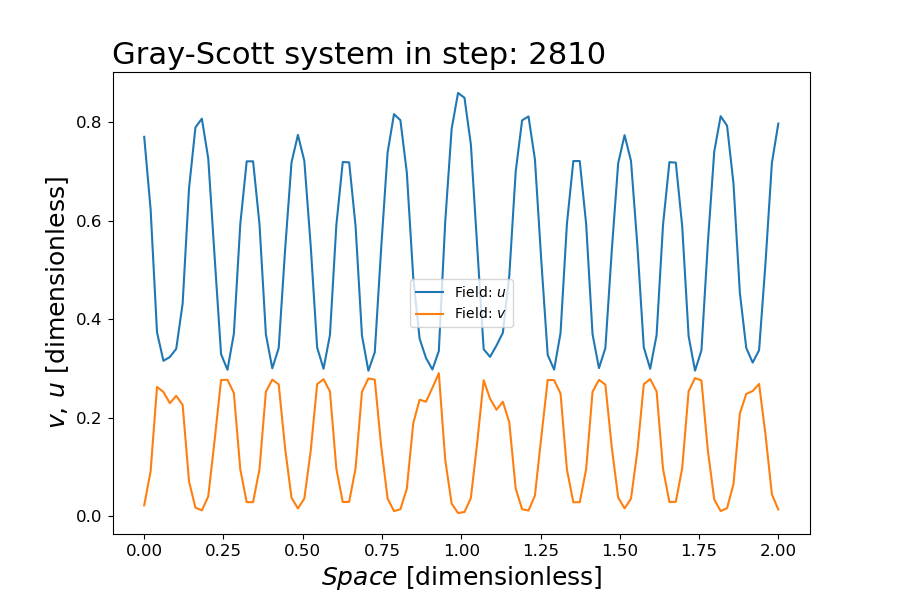 Gray-Scott system in step: 2810
0.8
0.6
0.4
0.2
0.0
v, u [dimensionless]
Field: u
Field: v
0.00 0.25 0.50 0.75 1.00 1.25 1.50 1.75 2.00
Space [dimensionless]